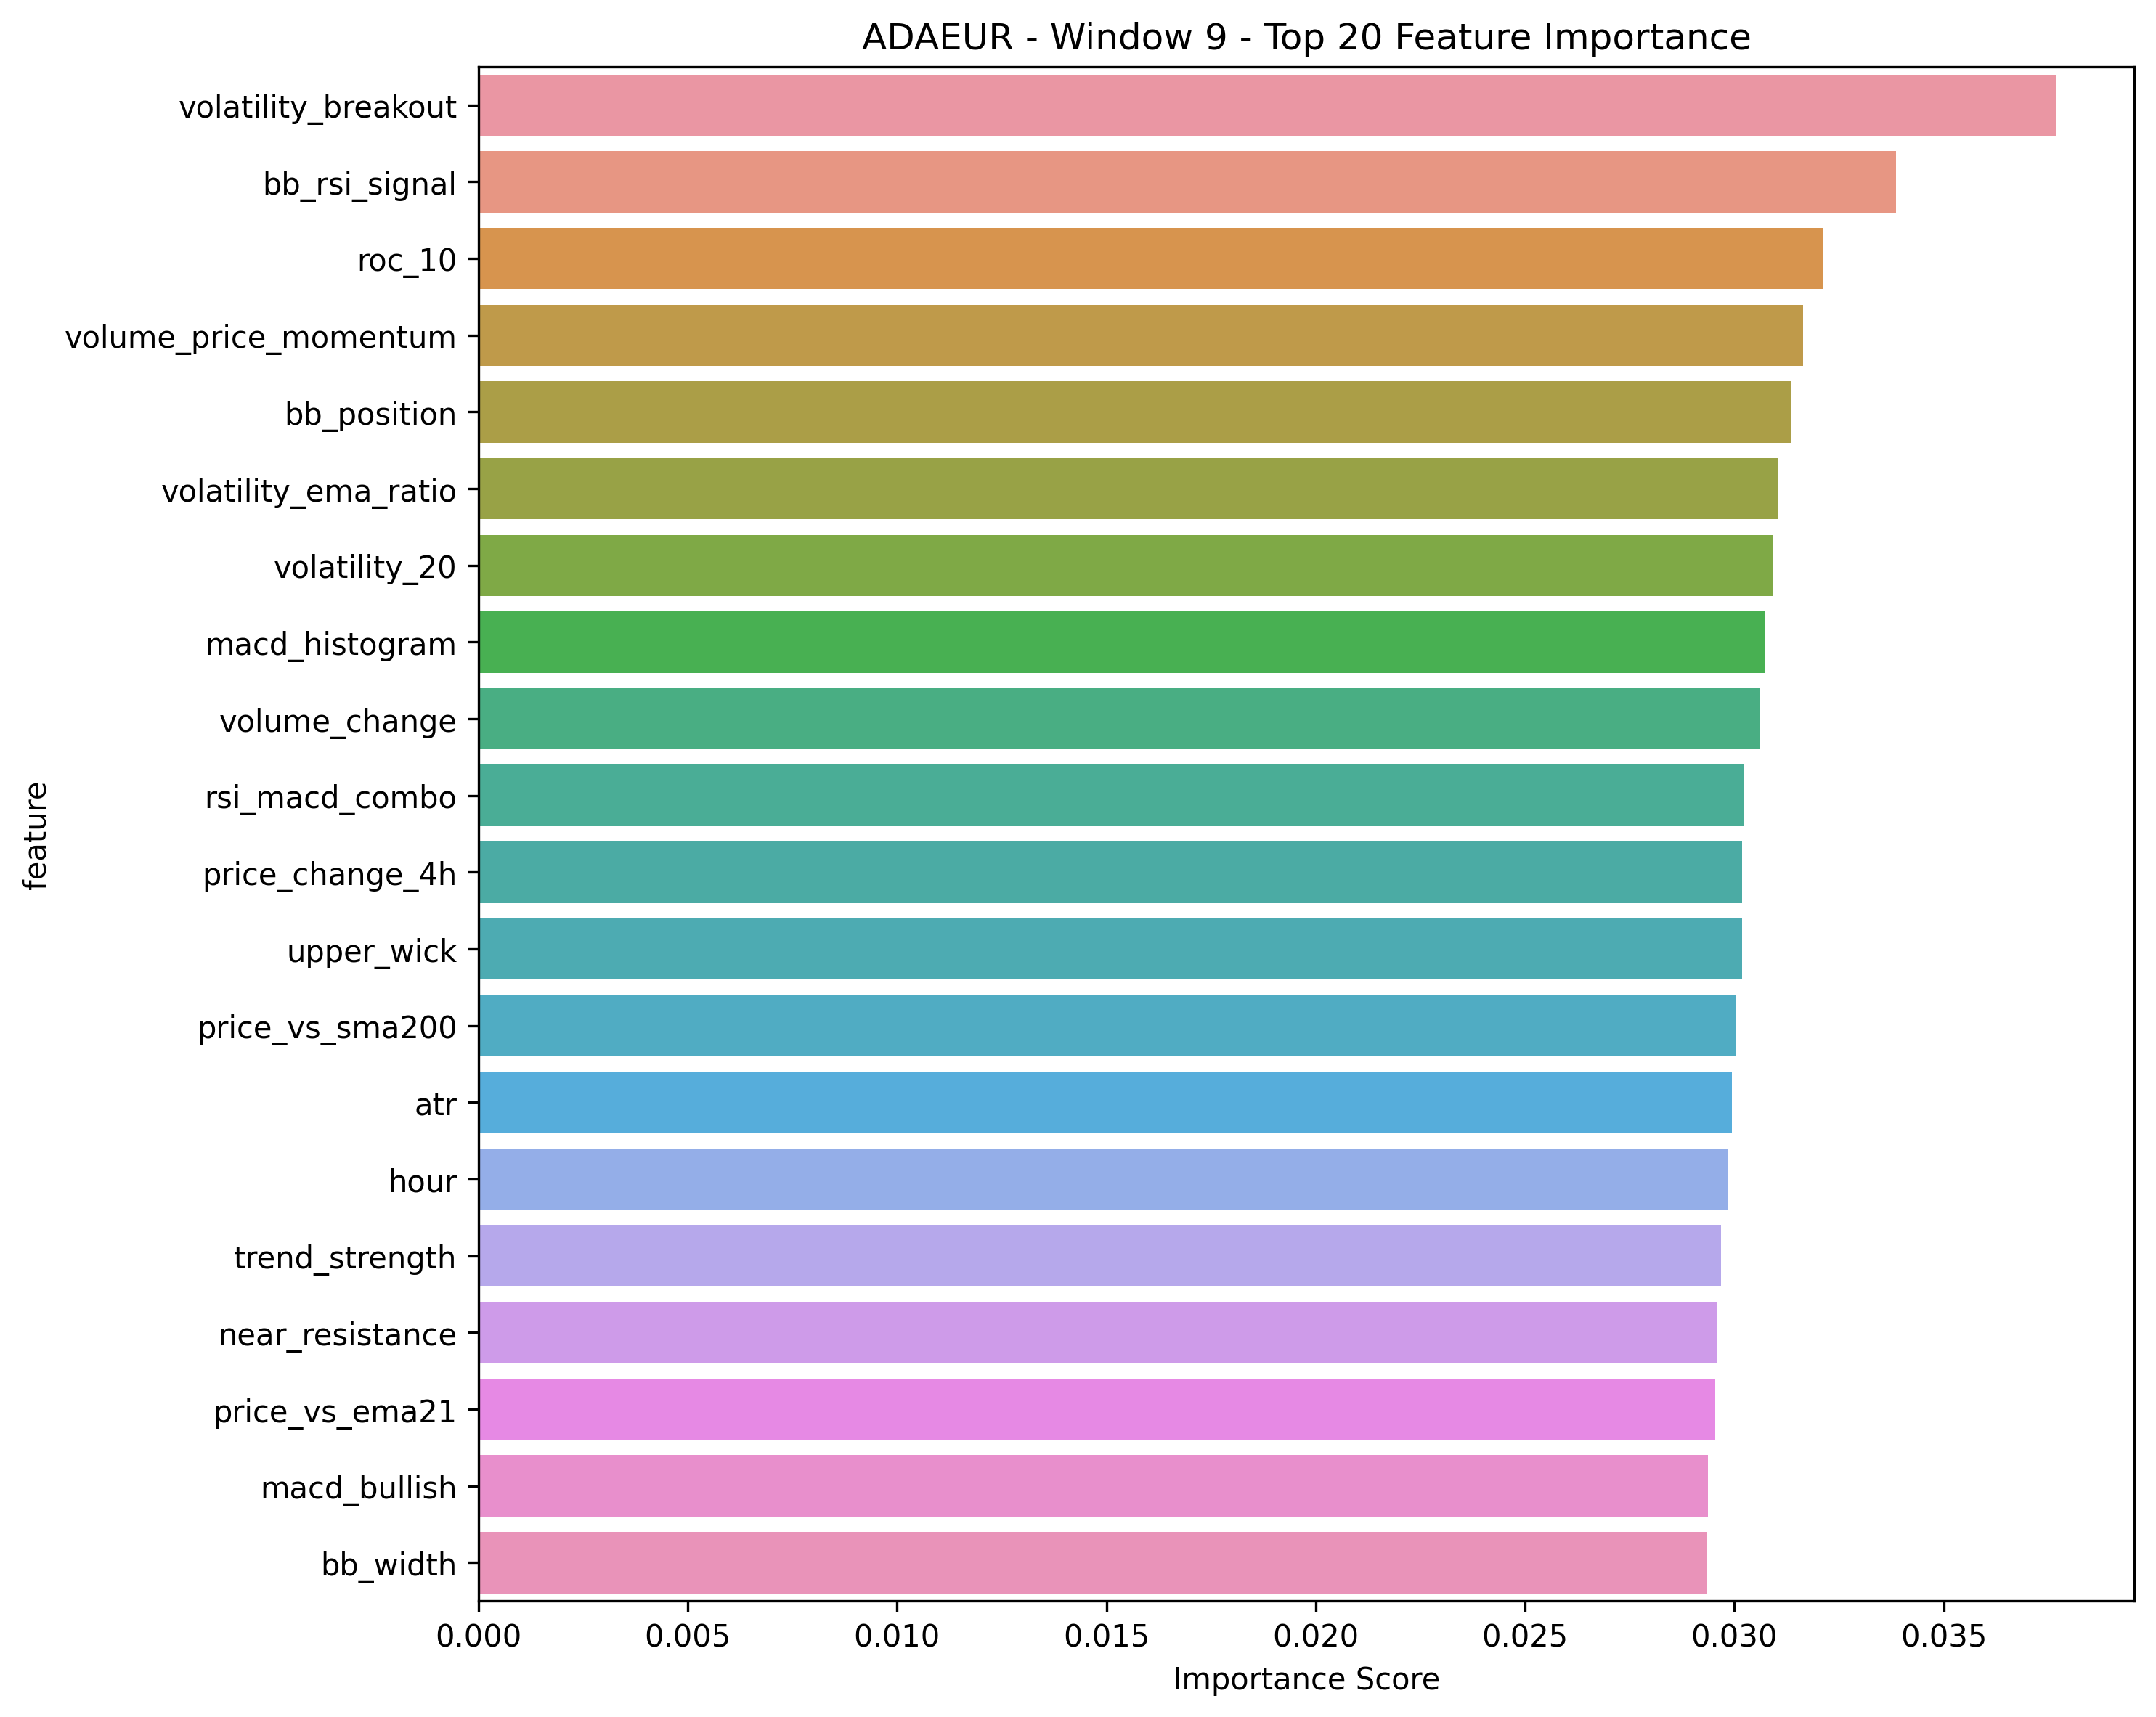 ADAEUR - Window 9 - Top 20 Feature Importance
volatility_breakout
bb_rsi_signal
roc_10
volume_price_momentum
bb_position
volatility_ema_ratio
volatility_20
macd_histogram
volume_change
rsi_macd_combo
price_change_4h
upper_wick
price_vs_sma200
atr
hour
trend_strength
near_resistance
price_vs_ema21
macd_bullish
bb_width
feature
0.000 0.005 0.010 0.015 0.020 0.025 0.030 0.035
Importance Score